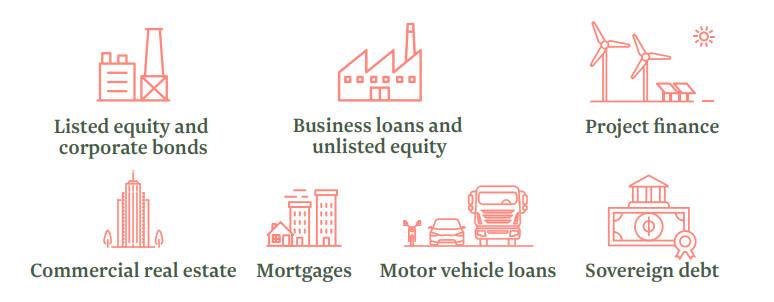 Listed equity and
corporate bonds
Business loans and
unlisted equity
Project finance
Commercial real estate
Mortgages
Motor vehicle loans
Sovereign debt